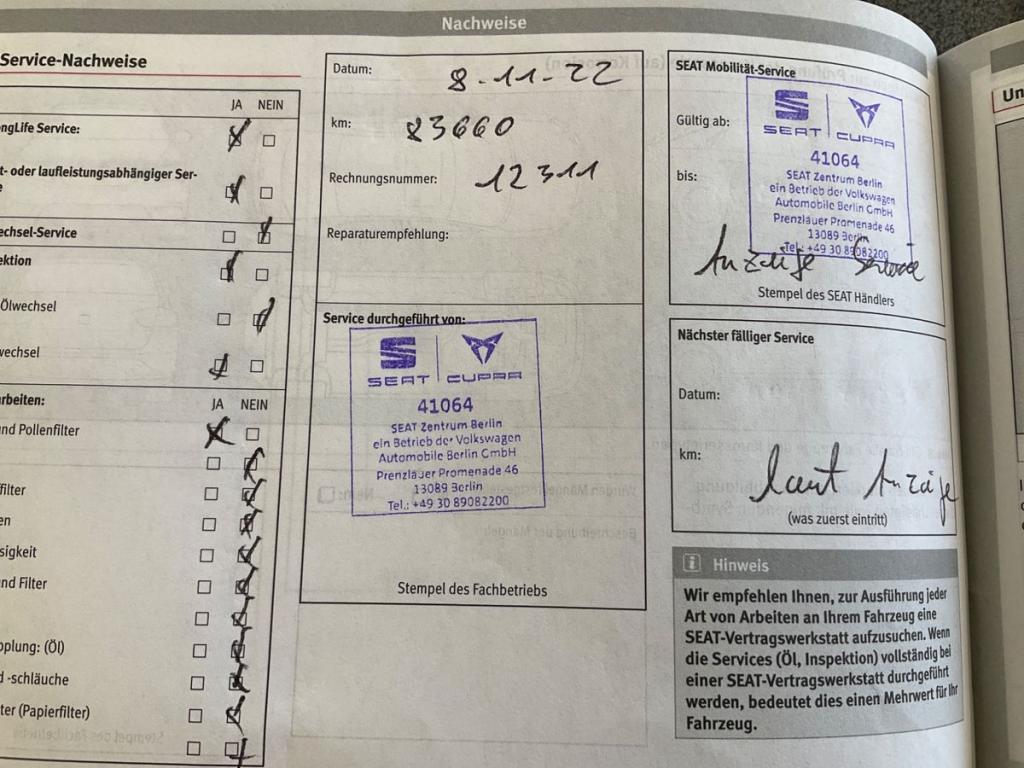 Nachweise
Service-Nachweise
JA NEIN
ngLife Service:
t- oder laufleistungsabhängiger Ser-
e
echsel-Service
ektion
Ölwechsel
wechsel
arbeiten:
JA NEIN
nd Pollenfilter
filter
en
sigkeit
nd Filter
pplung: (Öl)
d -schläuche
ter (Papierfilter)
Datum: 8-11-22
km: 23660
Rechnungsnummer: 12311
Reparaturempfehlung:
Service durchgeführt von:
SEAT CUPRA
41064
SEAT Zentrum Berlin
ein Betrieb der Volkswagen
Automobile Berlin GmbH
Prenzlauer Promenade 46
13089 Berlin
Tel.: +49 30 89082200
Stempel des Fachbetriebs
SEAT Mobilität-Service
Gültig ab:
bis:
SEAT CUPRA
41064
SEAT Zentrum Berlin
ein Betrieb der Volkswagen
Automobile Berlin GmbH
Prenzlauer Promenade 46
13089 Berlin
Tel.: +49 30 89082200
Anzeige Service
Stempel des SEAT Händlers
Nächster fälliger Service
Datum:
km:
laut Anzeige
(was zuerst eintritt)
i Hinweis
Wir empfehlen Ihnen, zur Ausführung jeder
Art von Arbeiten an Ihrem Fahrzeug eine
SEAT-Vertragswerkstatt aufzusuchen. Wenn
die Services (Öl, Inspektion) vollständig bei
einer SEAT-Vertragswerkstatt durchgeführt
werden, bedeutet dies einen Mehrwert für Ihr
Fahrzeug.
Un